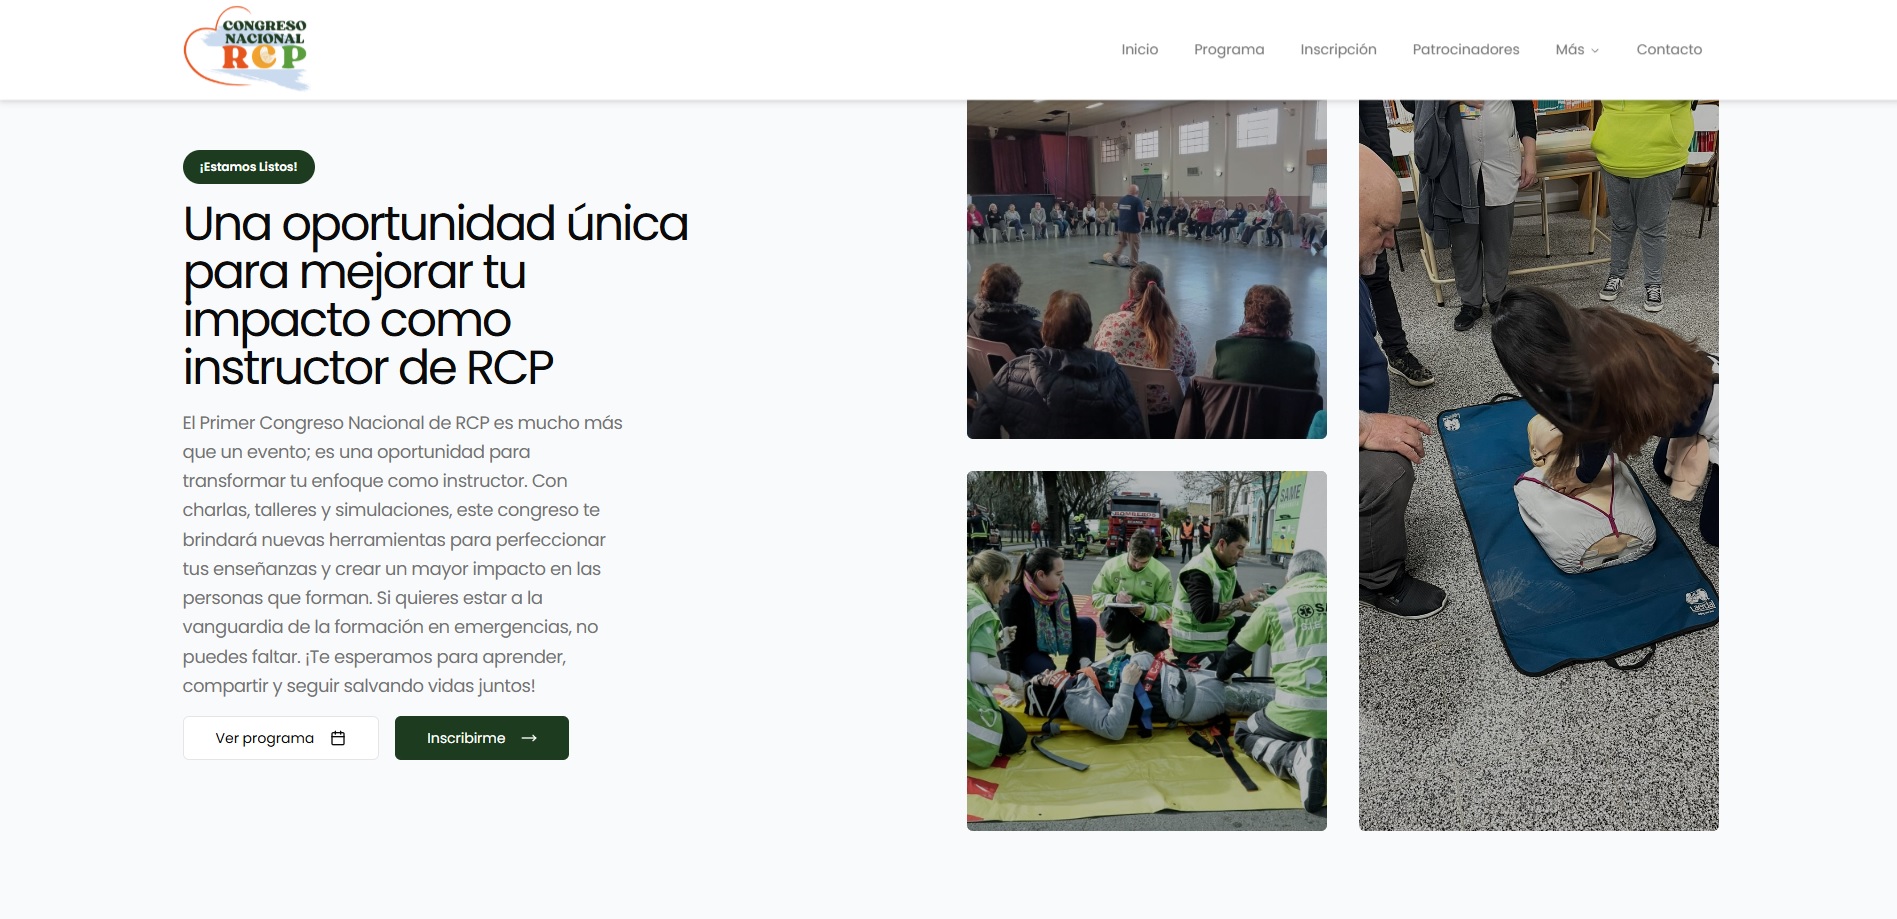 CONGRESO
NACIONAL
RCP
Inicio
Programa
Inscripción
Patrocinadores
Más
Contacto
¡Estamos Listos!
Una oportunidad única
para mejorar tu
impacto como
instructor de RCP
El Primer Congreso Nacional de RCP es mucho más
que un evento; es una oportunidad para
transformar tu enfoque como instructor. Con
charlas, talleres y simulaciones, este congreso te
brindará nuevas herramientas para perfeccionar
tus enseñanzas y crear un mayor impacto en las
personas que forman. Si quieres estar a la
vanguardia de la formación en emergencias, no
puedes faltar. ¡Te esperamos para aprender,
compartir y seguir salvando vidas juntos!
Ver programa
Inscribirme
BOMBEROS
SAME
Laerdal